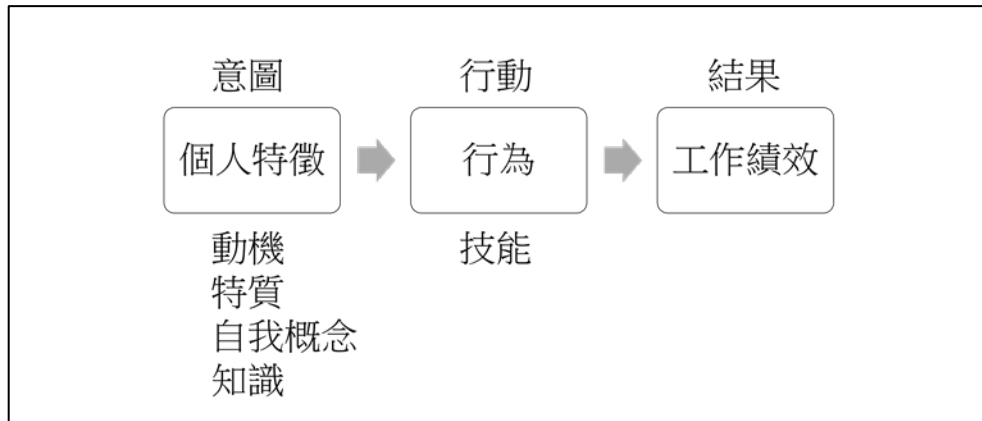 意圖
行動
結果
個人特徵
行為
工作績效
動機
技能
特質
自我概念
知識